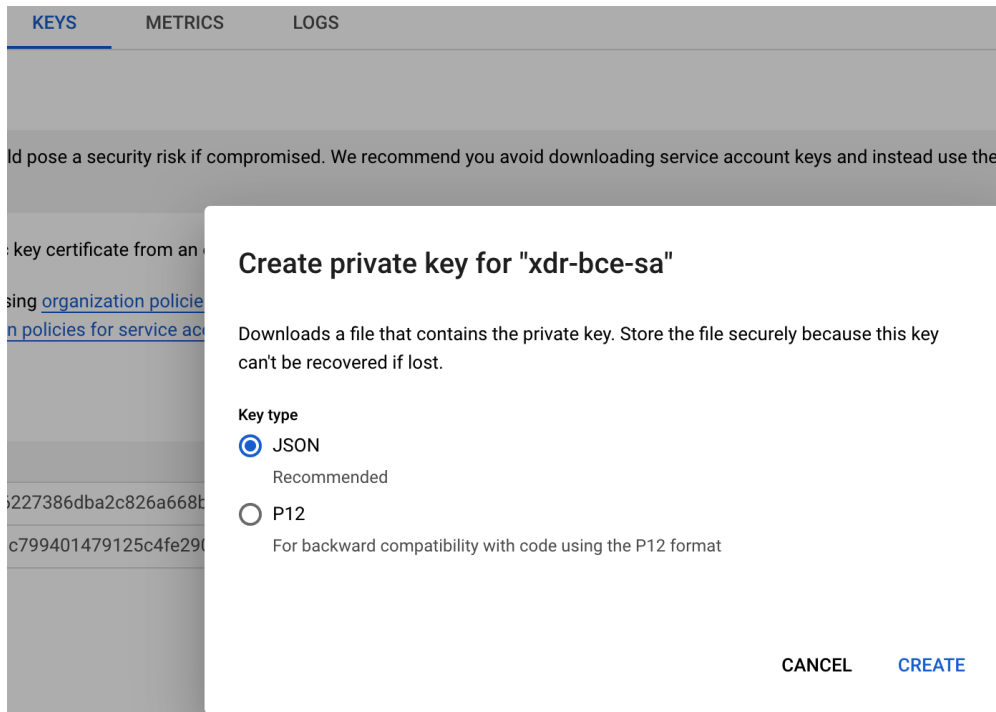 KEYS METRICS LOGS
ld pose a security risk if compromised. We recommend you avoid downloading service account keys and instead use the
key certificate from an
sing organization policie
n policies for service acc
Create private key for "xdr-bce-sa"
Downloads a file that contains the private key. Store the file securely because this key
can't be recovered if lost.
Key type
JSON
Recommended
P12
For backward compatibility with code using the P12 format
6227386dba2c826a668b
c799401479125c4fe290
CANCEL CREATE